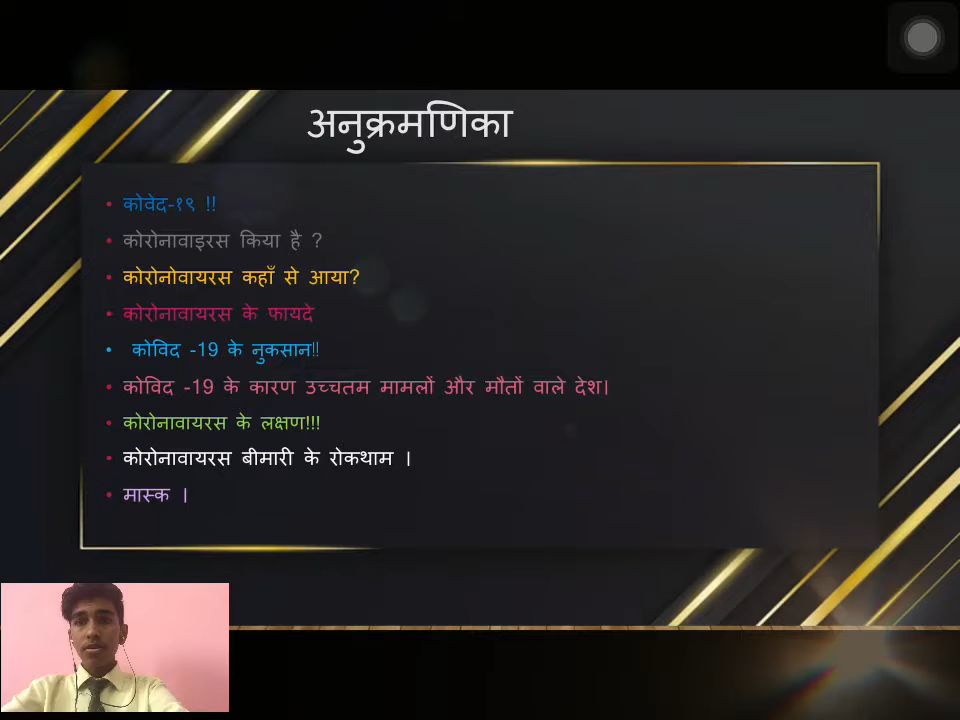 अनुक्रमणिका
कोवेद-१९ !!
कोरोनावाइरस किया है ?
कोरोनोवायरस कहाँ से आया?
कोरोनावायरस के फायदे
कोविद -19 के नुकसान!!
कोविद -19 के कारण उच्चतम मामलों और मौतों वाले देश।
कोरोनावायरस के लक्षण!!!
कोरोनावायरस बीमारी के रोकथाम ।
मास्क ।